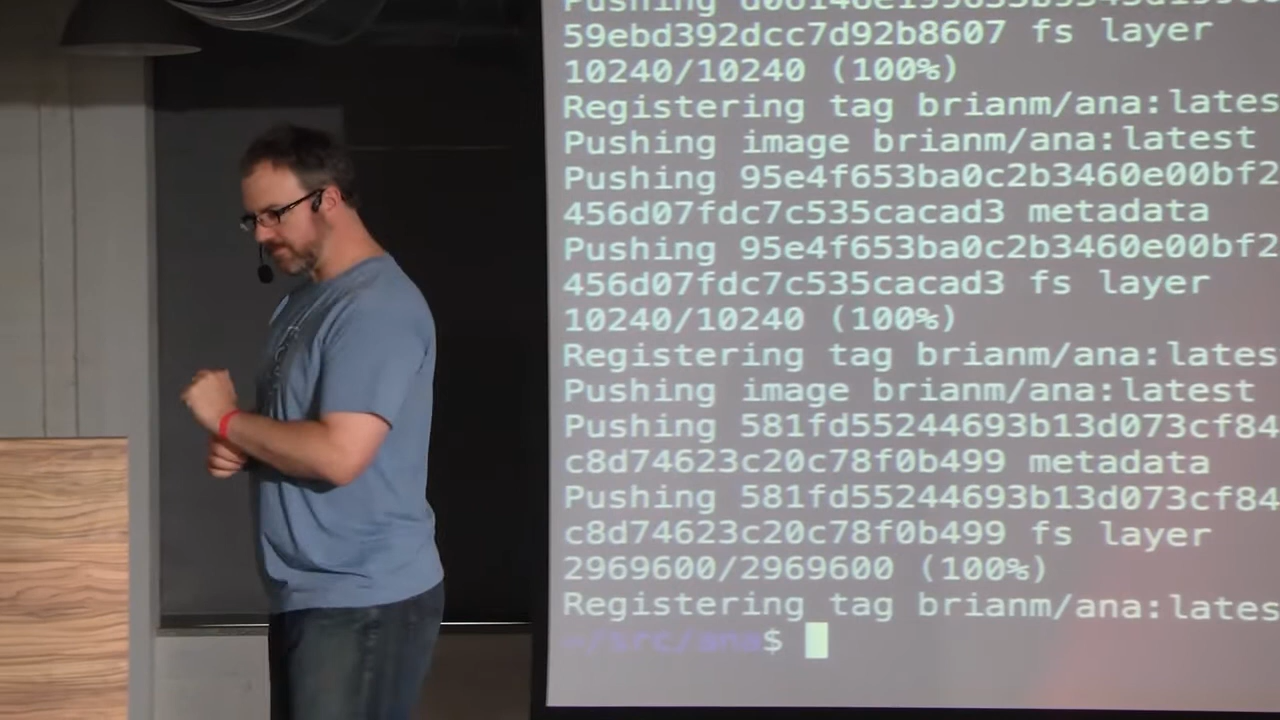 59ebd392dcc7d92b8607 fs layer
10240/10240 (100%)
Registering tag brianm/ana:lates
Pushing image brianm/ana:latest
Pushing 95e4f653ba0c2b3460e00bf2
456d07fdc7c535cacad3 metadata
Pushing 95e4f653ba0c2b3460e00bf2
456d07fdc7c535cacad3 fs layer
10240/10240 (100%)
Registering tag brianm/ana:lates
Pushing image brianm/ana:latest
Pushing 581fd55244693b13d073cf84
c8d74623c20c78f0b499 metadata
Pushing 581fd55244693b13d073cf84
c8d74623c20c78f0b499 fs layer
2969600/2969600 (100%)
Registering tag brianm/ana:lates
~/src/ana$